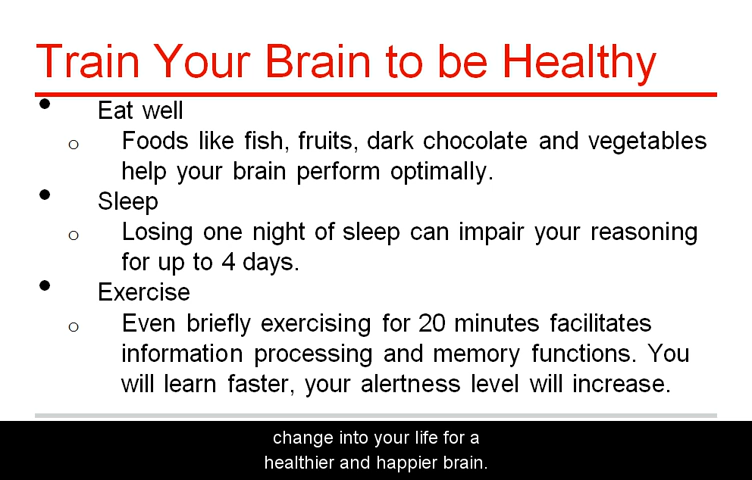 Train Your Brain to be Healthy
• Eat well
o Foods like fish, fruits, dark chocolate and vegetables
help your brain perform optimally.
• Sleep
o Losing one night of sleep can impair your reasoning
for up to 4 days.
• Exercise
o Even briefly exercising for 20 minutes facilitates
information processing and memory functions. You
will learn faster, your alertness level will increase.
change into your life for a
healthier and happier brain.